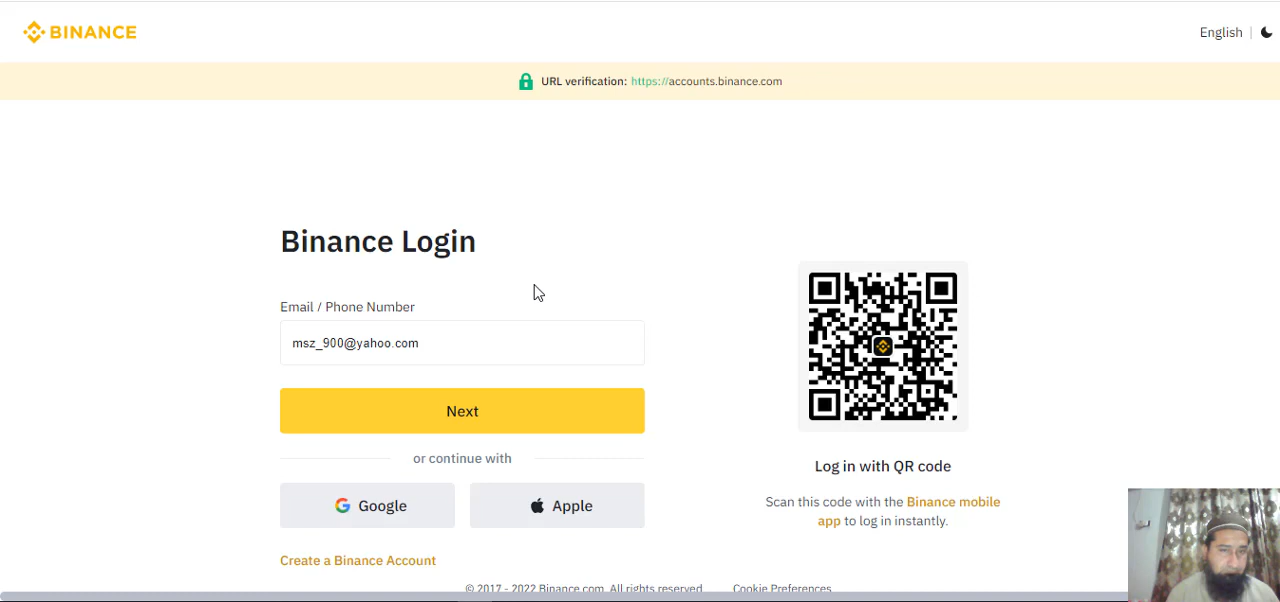 BINANCE
English |
URL verification: https://accounts.binance.com
Binance Login
Email / Phone Number
msz_900@yahoo.com
Next
or continue with
Google
Apple
Create a Binance Account
Log in with QR code
Scan this code with the Binance mobile
app to log in instantly.
© 2017 - 2022 Binance.com. All rights reserved
Cookie Preferences